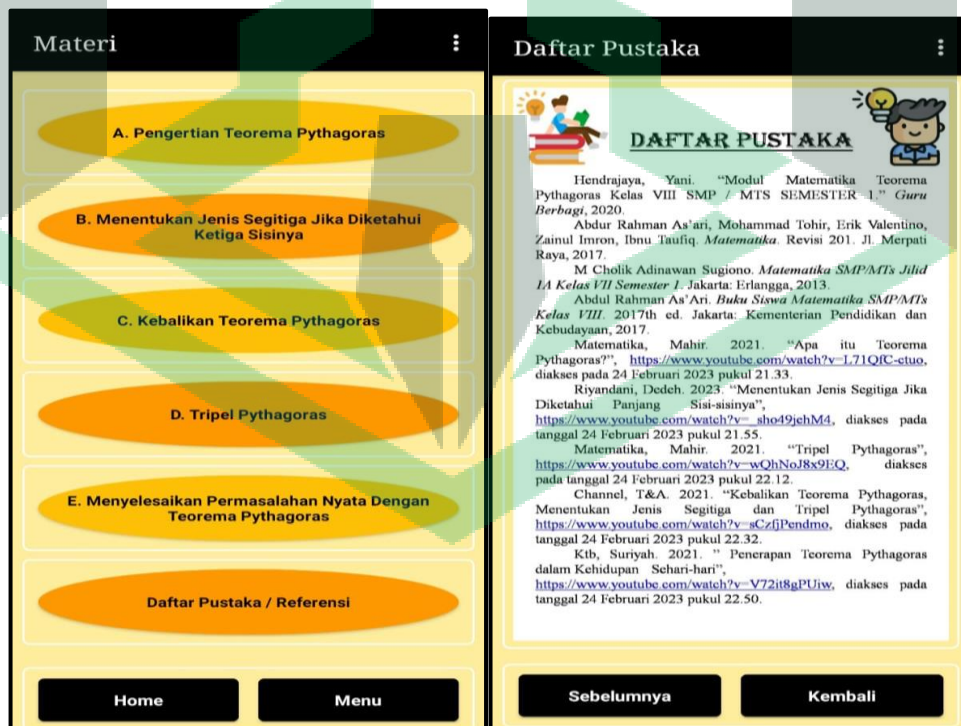 Materi
A. Pengertian Teorema Pythagoras
B. Menentukan Jenis Segitiga Jika Diketahui
Ketiga Sisinya
C. Kebalikan Teorema Pythagoras
D. Tripel Pythagoras
E. Menyelesaikan Permasalahan Nyata Dengan
Teorema Pythagoras
Daftar Pustaka / Referensi
Home
Menu
Daftar Pustaka
DAFTAR PUSTAKA
Hendrajaya, Yani. “Modul Matematika Teorema
Pythagoras Kelas VIII SMP / MTS SEMESTER 1.” Guru
Berbagi, 2020.
Abdur Rahman As’ari, Mohammad Tohir, Erik Valentino,
Zainul Imron, Ibnu Taufiq. Matematika. Revisi 201. Jl. Merpati
Raya, 2017.
M Cholik Adinawan Sugiono. Matematika SMP/MTs Jilid
1A Kelas VII Semester 1. Jakarta: Erlangga, 2013.
Abdul Rahman As’Ari. Buku Siswa Matematika SMP/MTs
Kelas VIII. 2017th ed. Jakarta: Kementerian Pendidikan dan
Kebudayaan, 2017.
Matematika, Mahir. 2021. “Apa itu Teorema
Pythagoras?”, https://www.youtube.com/watch?v=L71QfC-ctuo,
diakses pada 24 Februari 2023 pukul 21.33.
Riyandani, Dedeh. 2023. “Menentukan Jenis Segitiga Jika
Diketahui Panjang Sisi-sisinya”,
https://www.youtube.com/watch?v=_sho49jehM4, diakses pada
tanggal 24 Februari 2023 pukul 21.55.
Matematika, Mahir. 2021. “Tripel Pythagoras”,
https://www.youtube.com/watch?v=wQhNoJ8x9EQ, diakses
pada tanggal 24 Februari 2023 pukul 22.12.
Channel, T&A. 2021. “Kebalikan Teorema Pythagoras,
Menentukan Jenis Segitiga dan Tripel Pythagoras”,
https://www.youtube.com/watch?v=sCzfjPendmo, diakses pada
tanggal 24 Februari 2023 pukul 22.32.
Ktb, Suriyah. 2021. ” Penerapan Teorema Pythagoras
dalam Kehidupan Sehari-hari”,
https://www.youtube.com/watch?v=V72it8gPUiw, diakses pada
tanggal 24 Februari 2023 pukul 22.50.
Sebelumnya
Kembali